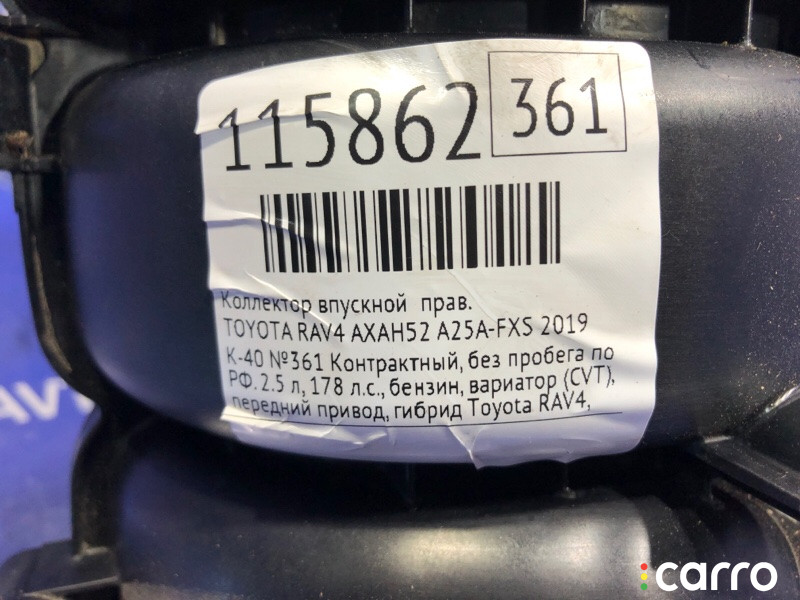 115862 361
Коллектор впускной прав.
TOYOTA RAV4 AXAH52 A25A-FXS 2019
К-40 №361 Контрактный, без пробега по
РФ. 2.5 л, 178 л.с., бензин, вариатор (CVT),
передний привод, гибрид Toyota RAV4,
carro